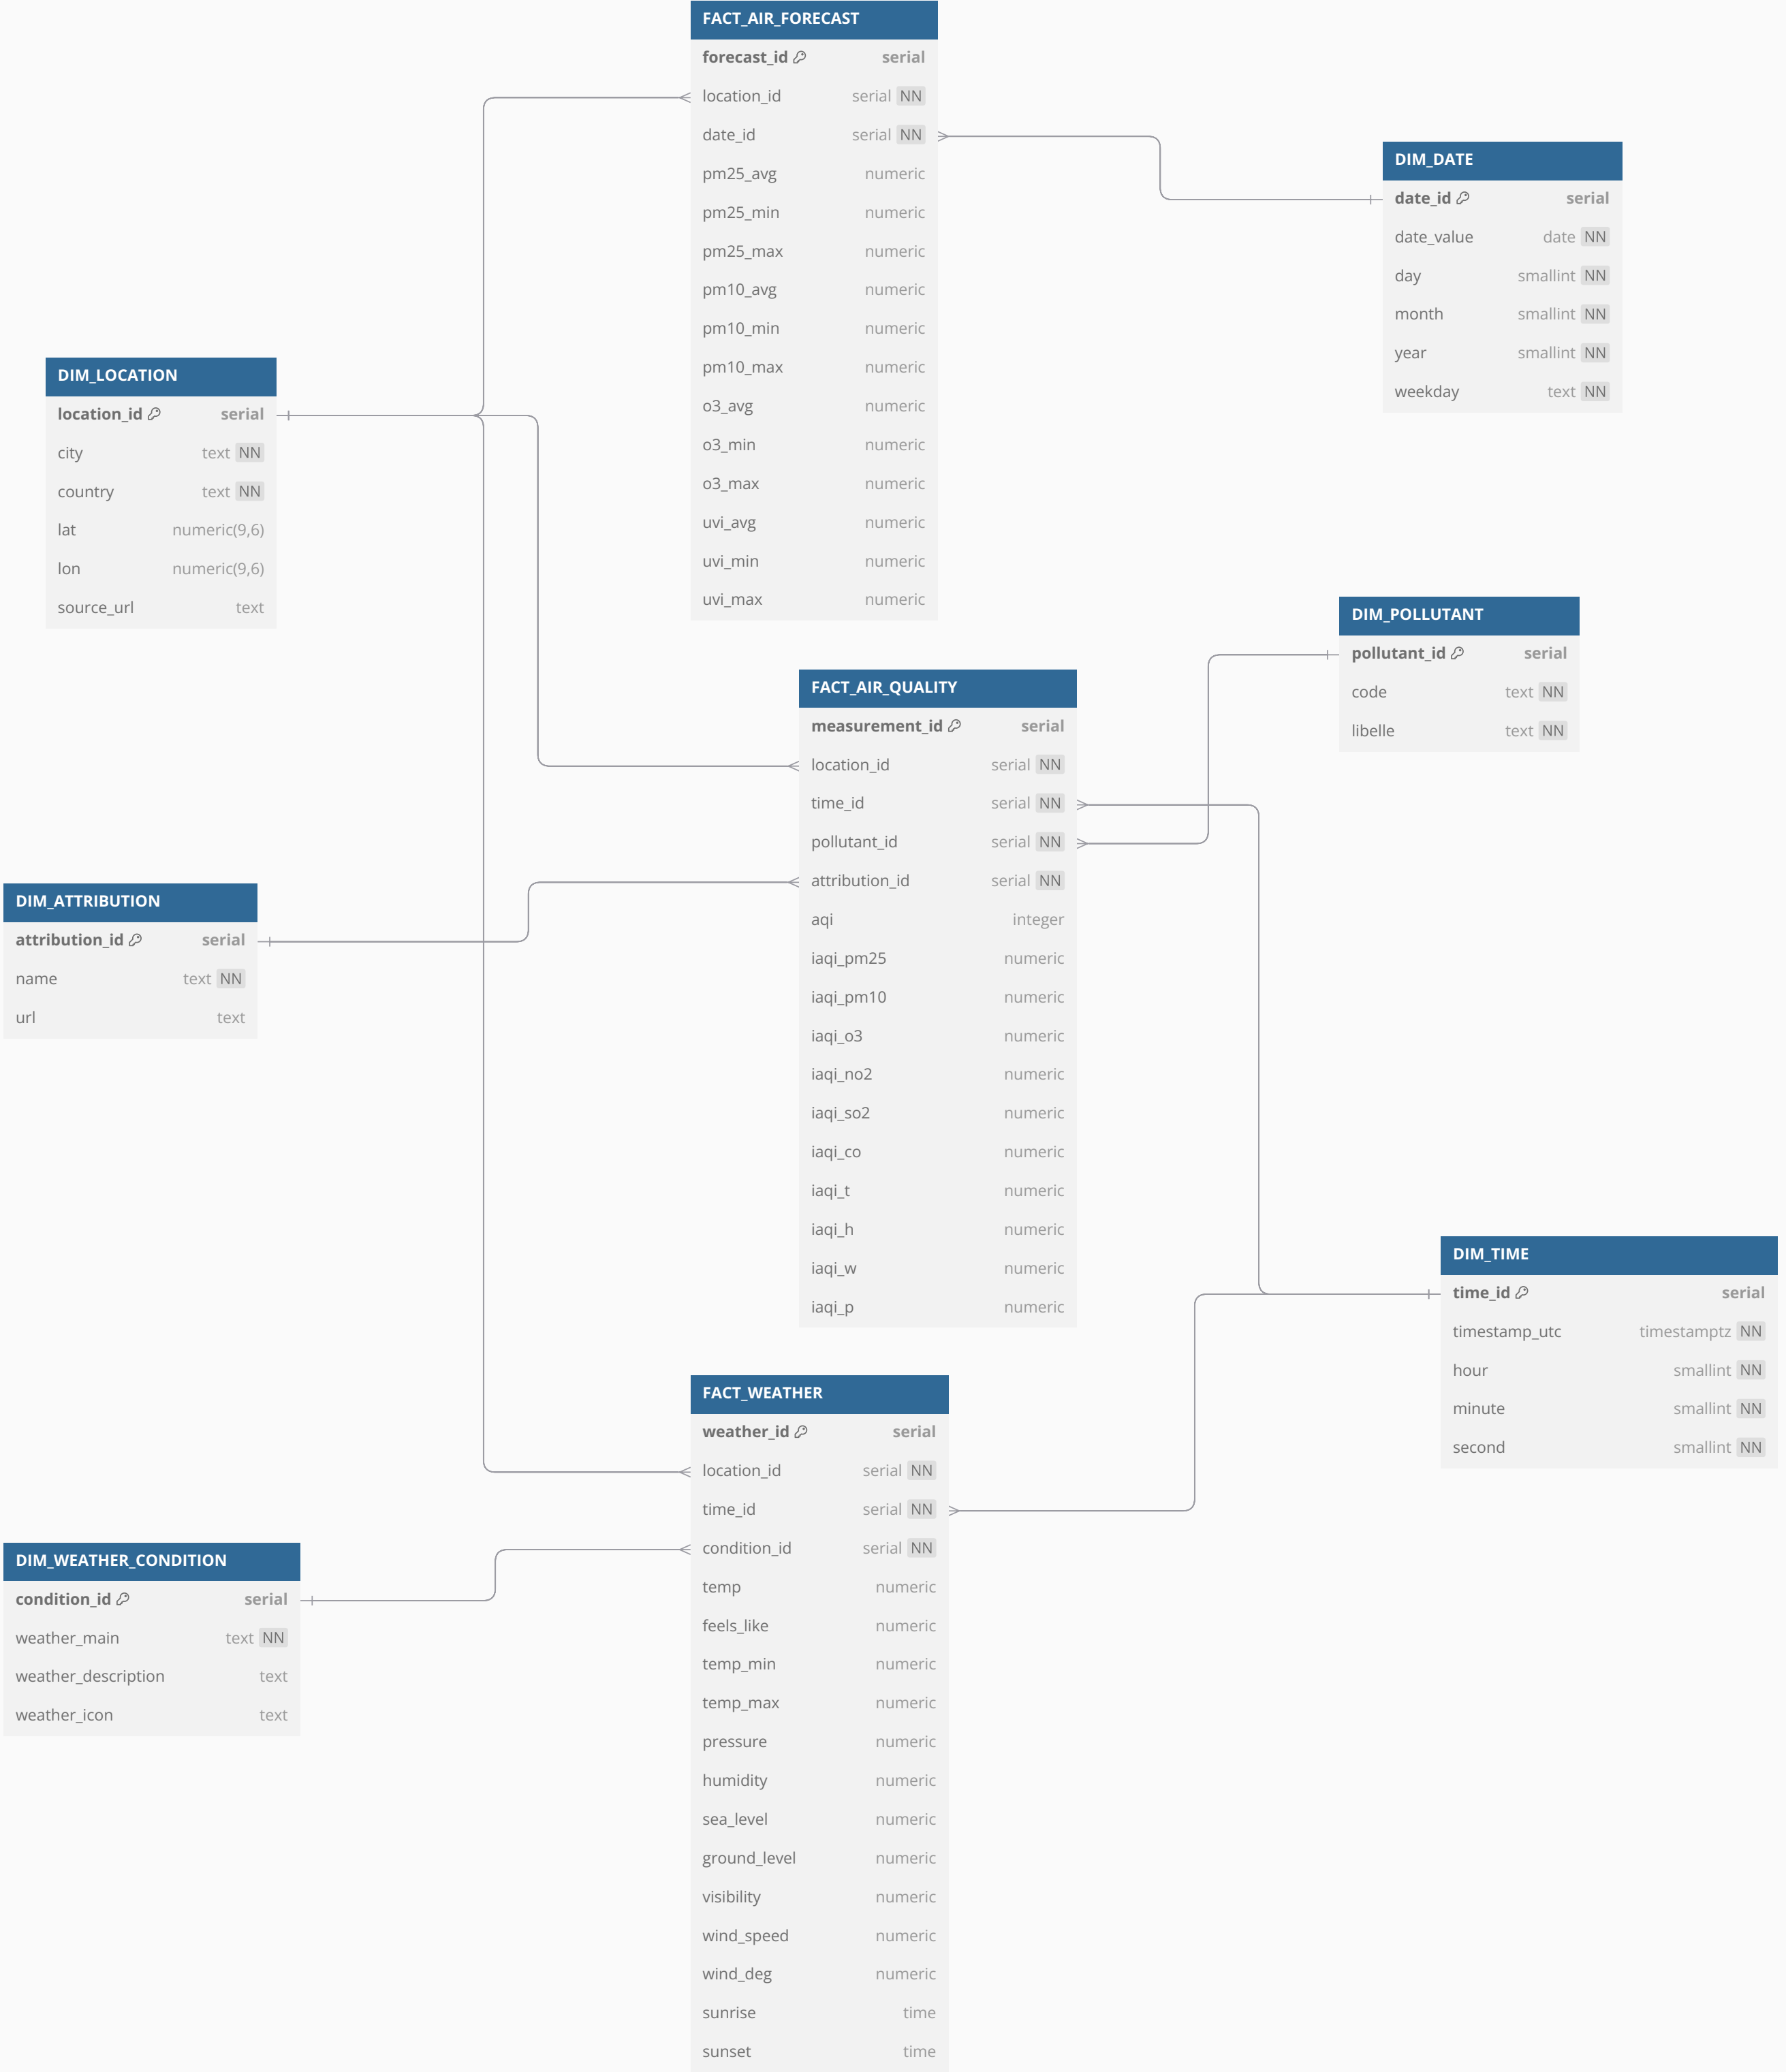 FACT_AIR_FORECAST
forecast_id serial
location_id serial NN
date_id serial NN
pm25_avg numeric
pm25_min numeric
pm25_max numeric
pm10_avg numeric
pm10_min numeric
pm10_max numeric
o3_avg numeric
o3_min numeric
o3_max numeric
uvi_avg numeric
uvi_min numeric
uvi_max numeric
DIM_DATE
date_id serial
date_value date NN
day smallint NN
month smallint NN
year smallint NN
weekday text NN
DIM_LOCATION
location_id serial
city text NN
country text NN
lat numeric(9,6)
lon numeric(9,6)
source_url text
DIM_POLLUTANT
pollutant_id serial
code text NN
libelle text NN
FACT_AIR_QUALITY
measurement_id serial
location_id serial NN
time_id serial NN
pollutant_id serial NN
attribution_id serial NN
aqi integer
iaqi_pm25 numeric
iaqi_pm10 numeric
iaqi_o3 numeric
iaqi_no2 numeric
iaqi_so2 numeric
iaqi_co numeric
iaqi_t numeric
iaqi_h numeric
iaqi_w numeric
iaqi_p numeric
DIM_ATTRIBUTION
attribution_id serial
name text NN
url text
DIM_TIME
time_id serial
timestamp_utc timestamptz NN
hour smallint NN
minute smallint NN
second smallint NN
FACT_WEATHER
weather_id serial
location_id serial NN
time_id serial NN
condition_id serial NN
temp numeric
feels_like numeric
temp_min numeric
temp_max numeric
pressure numeric
humidity numeric
sea_level numeric
ground_level numeric
visibility numeric
wind_speed numeric
wind_deg numeric
sunrise time
sunset time
DIM_WEATHER_CONDITION
condition_id serial
weather_main text NN
weather_description text
weather_icon text